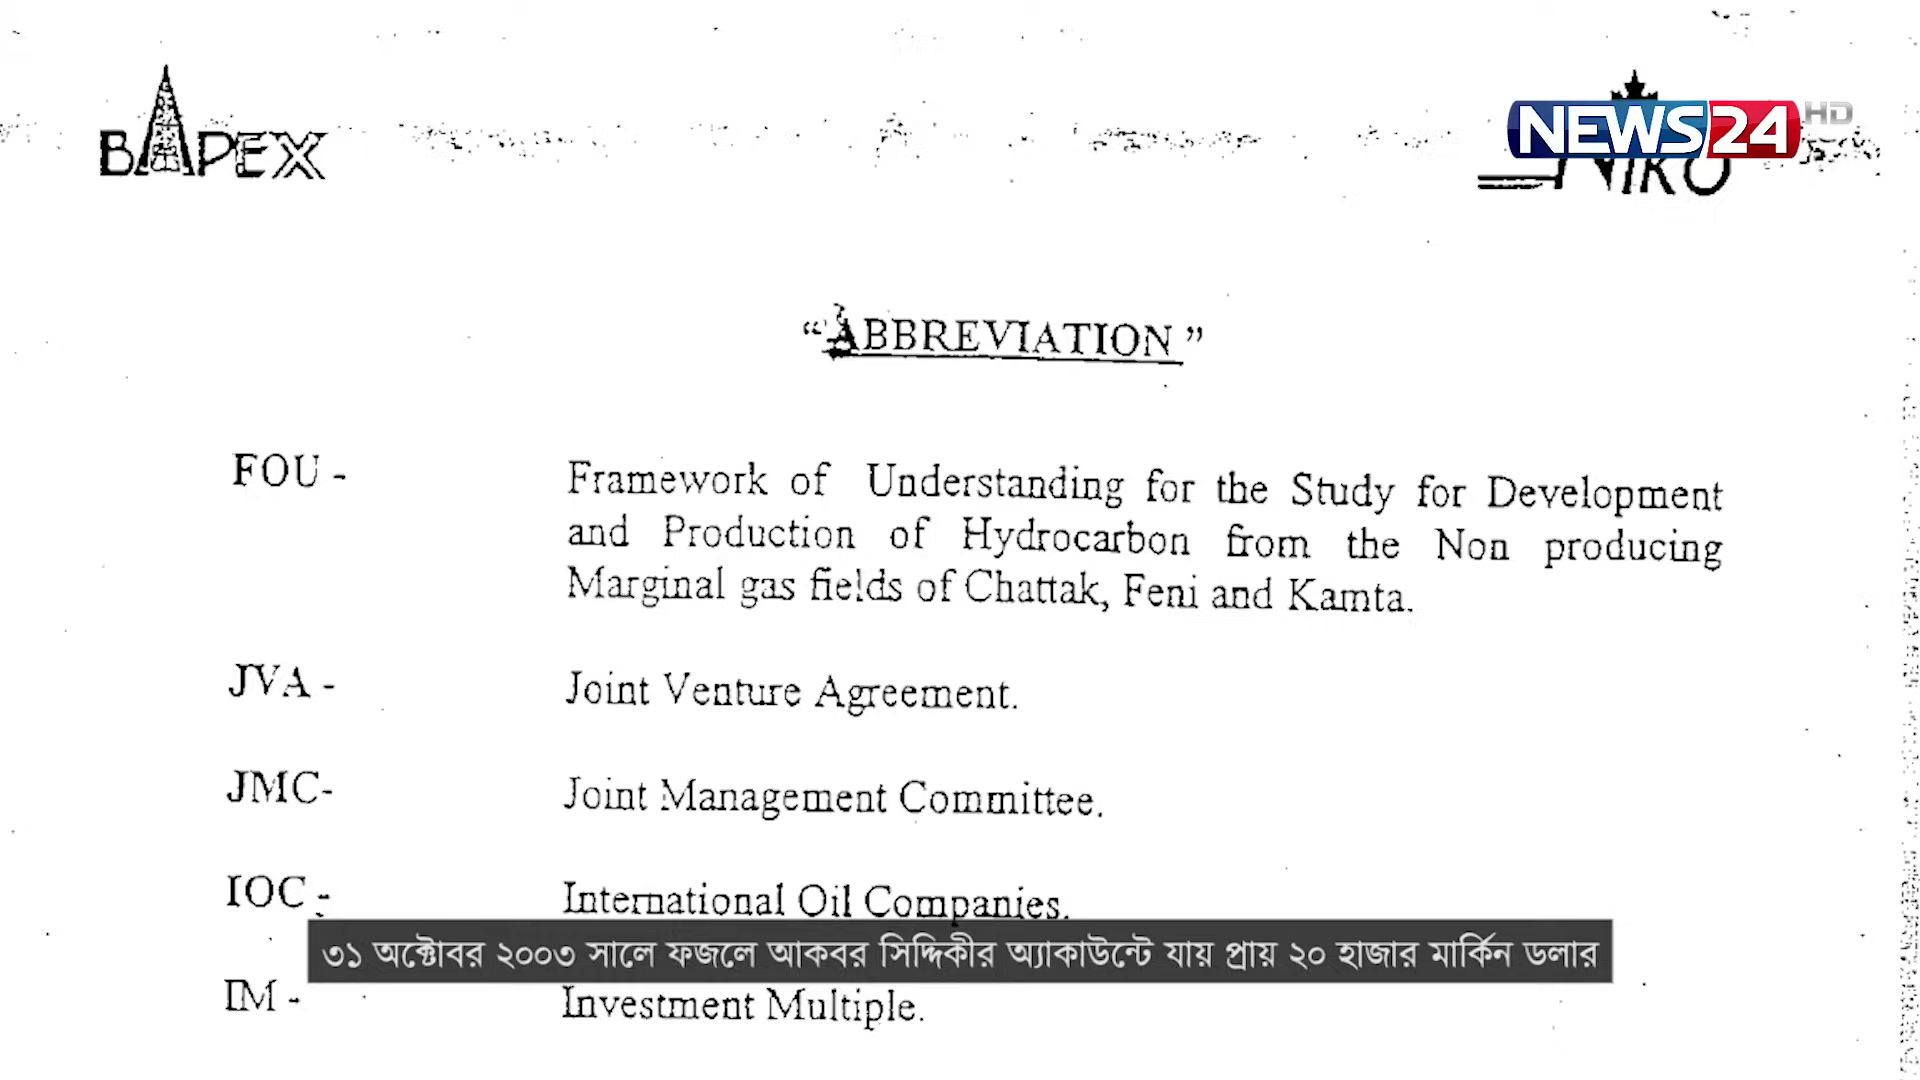 BAPEX
NEWS24 HD
NIKO
“ABBREVIATION”
FOU - Framework of Understanding for the Study for Development
and Production of Hydrocarbon from the Non producing
Marginal gas fields of Chattak, Feni and Kamta.
JVA - Joint Venture Agreement.
JMC- Joint Management Committee.
IOC - International Oil Companies.
৩১ অক্টোবর ২০০৩ সালে ফজলে আকবর সিদ্দিকীর অ্যাকাউন্টে যায় প্রায় ২০ হাজার মার্কিন ডলার
IM - Investment Multiple.